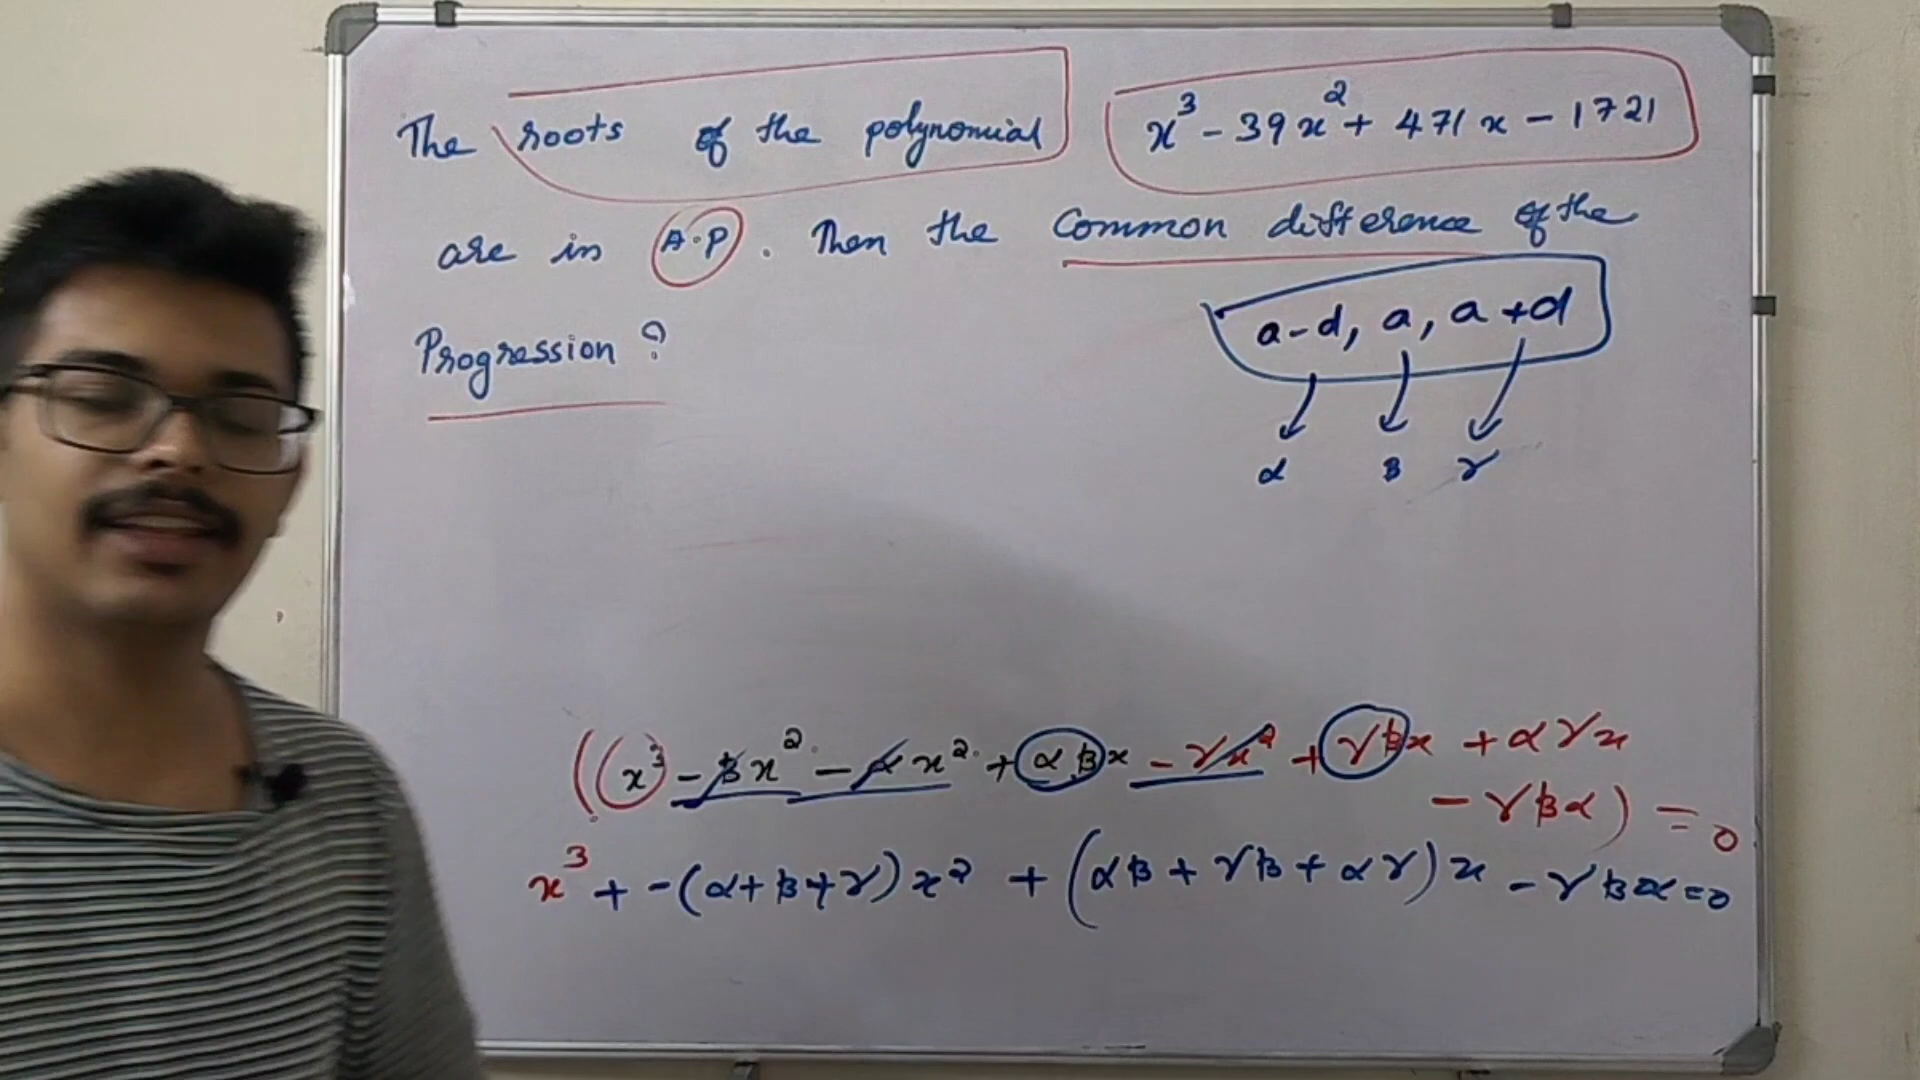 The roots of the polynomial x³ - 39x² + 471x - 1721
are in A.P. Then the Common difference of the
Progression?
a-d, a, a+d
α β γ
((x³ - βx² - αx² + αβx - γx² + γβx + αγx
- γβα) = 0
x³ + -(α+β+γ)x² + (αβ + γβ + αγ)x - γβα=0